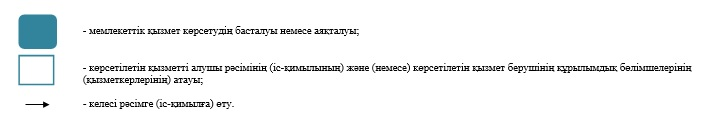 - мемлекеттік қызмет көрсетудің басталуы немесе аяқталуы;
- көрсетілетін қызметті алушы рәсімінің (іс-қимылының) және (немесе) көрсетілетін қызмет берушінің құрылымдық бөлімшелерінің
(қызметкерлерінің) атауы;
- келесі рәсімге (іс-қимылға) өту.